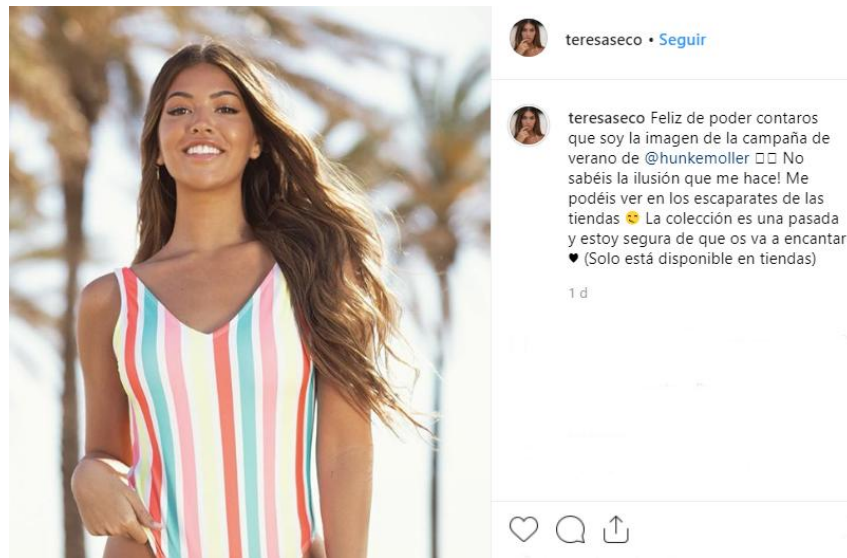 teresaseco • Seguir
teresaseco Feliz de poder contaros
que soy la imagen de la campaña de
verano de @hunkemoller □□ No
sabéis la ilusión que me hace! Me
podéis ver en los escaparates de las
tiendas 😜 La colección es una pasada
y estoy segura de que os va a encantar
♥ (Solo está disponible en tiendas)
1 d